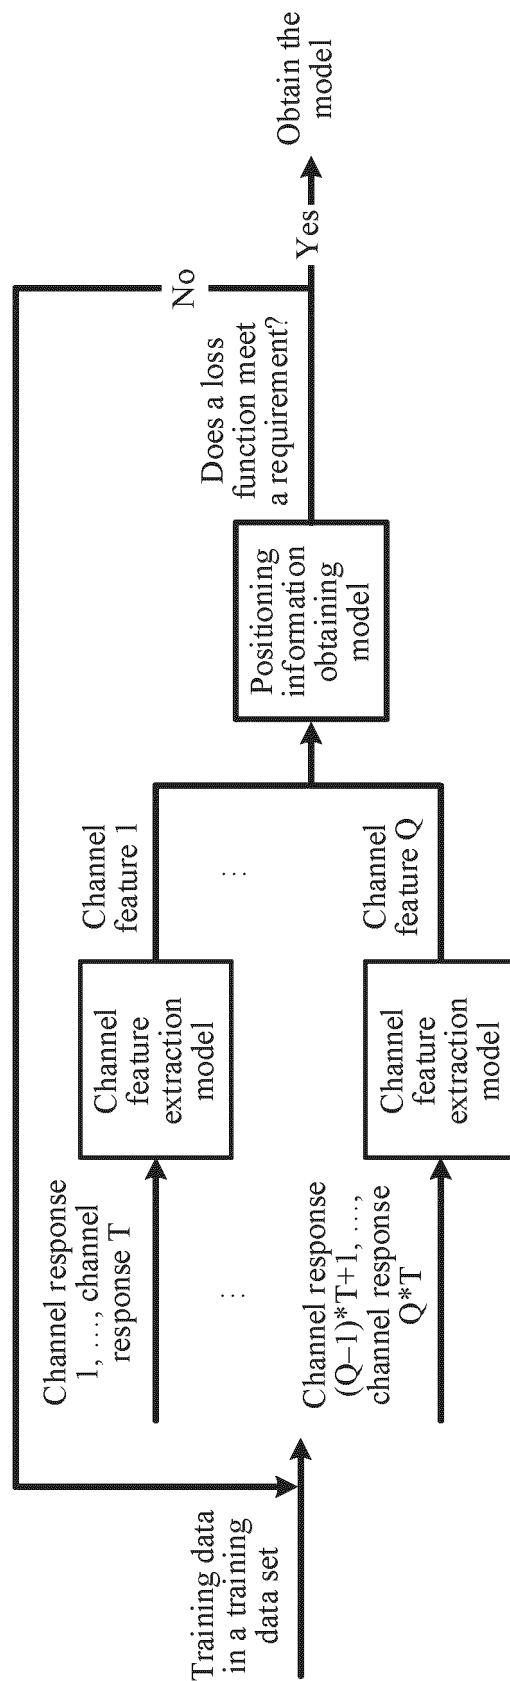 Training data
in a training
data set
Channel response
1, …, channel
response T
⋮
Channel response
(Q−1)*T+1, …,
channel response
Q*T
Channel
feature
extraction
model
Channel
feature
extraction
model
Channel
feature 1
⋮
Channel
feature Q
Positioning
information
obtaining
model
Does a loss
function meet
a requirement?
No
Yes
Obtain the
model